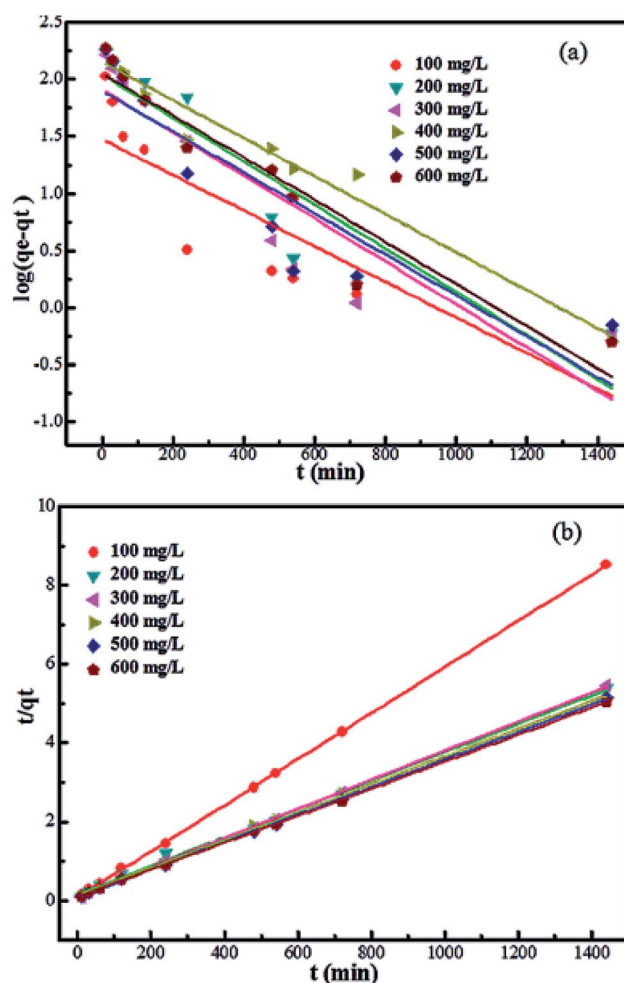 (a)
2.5
2.0
1.5
1.0
0.5
0.0
-0.5
-1.0
log(qe-qt )
100 mg/L
200 mg/L
300 mg/L
400 mg/L
500 mg/L
600 mg/L
0 200 400 600 800 1000 1200 1400
t (min)
(b)
10
8
6
4
2
0
t/qt
100 mg/L
200 mg/L
300 mg/L
400 mg/L
500 mg/L
600 mg/L
0 200 400 600 800 1000 1200 1400
t (min)